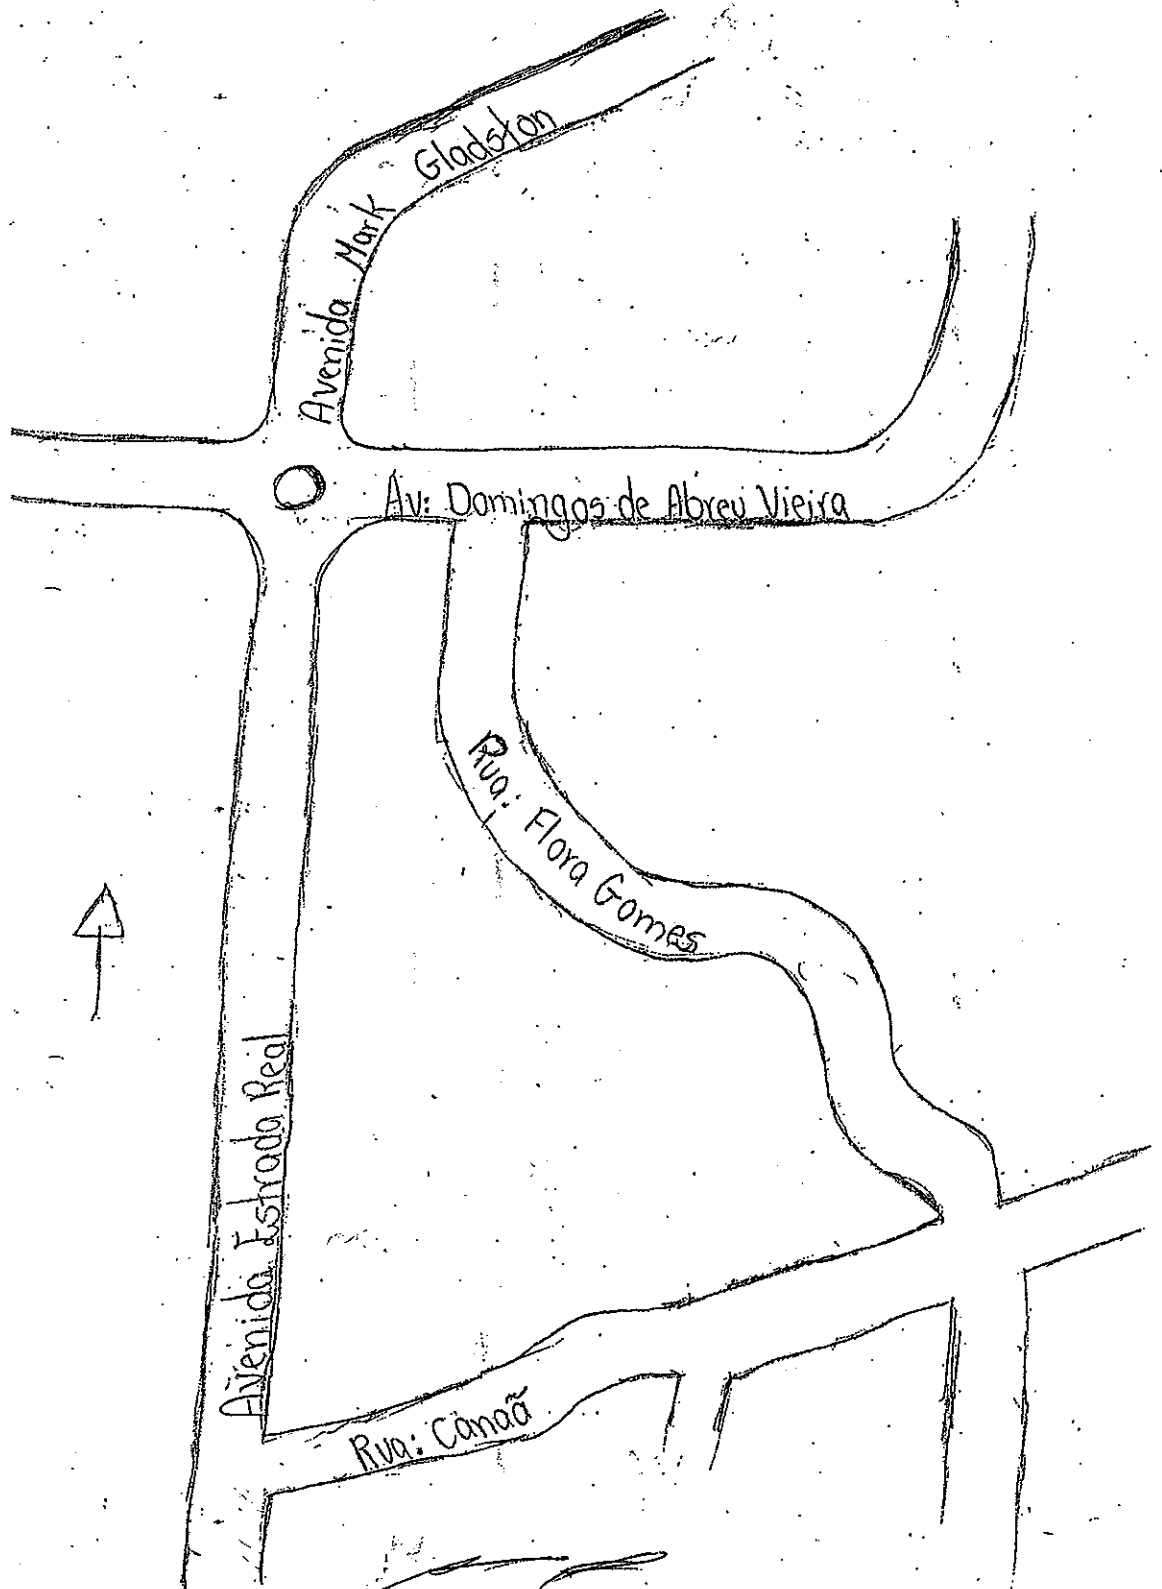 Avenida Mark Gladston
Av: Domingos de Abreu Vieira
Rua: Flora Gomes
Avenida Estrada Real
Rua: Canaã